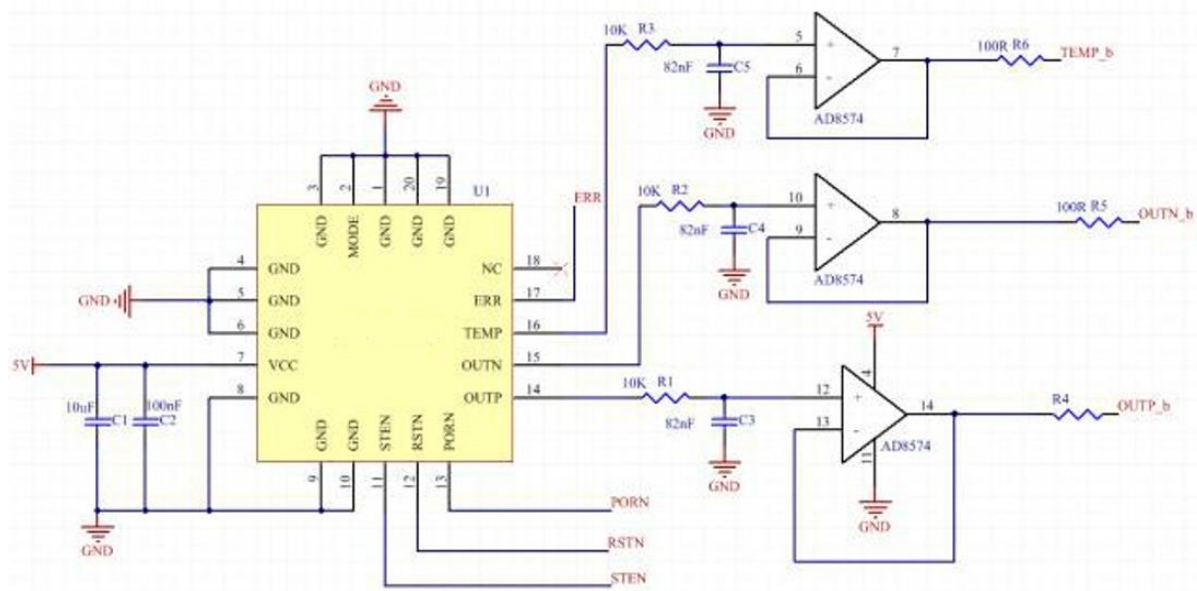 10K R3
5
6
7
82nF
C5
GND
AD8574
100R R6
TEMP_b
GND
3
2
1
20
19
U1
GND
MODE
GND
GND
GND
ERR
10K R2
10
9
8
82nF
C4
GND
AD8574
100R R5
OUTN_b
4 GND
GND 5 GND
6 GND
5V 7 VCC
8 GND
NC 18
ERR 17
TEMP 16
OUTN 15
OUTP 14
10uF C1
100nF C2
GND
10K R1
12
13
14
82nF
C3
GND
5V
4
11
AD8574
GND
R4
OUTP_b
GND
GND
STEN
RSTN
PORN
9
10
11
12
13
PORN
RSTN
STEN